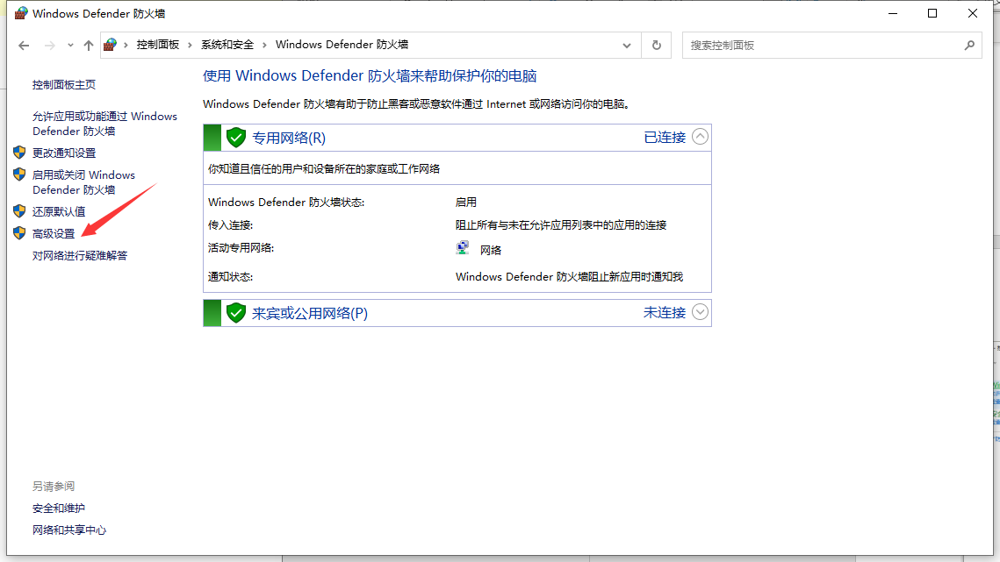 Windows Defender 防火墙
控制面板 › 系统和安全 › Windows Defender 防火墙
搜索控制面板
控制面板主页
允许应用或功能通过 Windows
Defender 防火墙
更改通知设置
启用或关闭 Windows
Defender 防火墙
还原默认值
高级设置
对网络进行疑难解答
使用 Windows Defender 防火墙来帮助保护你的电脑
Windows Defender 防火墙有助于防止黑客或恶意软件通过 Internet 或网络访问你的电脑。
专用网络(R) 已连接
你知道且信任的用户和设备所在的家庭或工作网络
Windows Defender 防火墙状态: 启用
传入连接: 阻止所有与未在允许应用列表中的应用的连接
活动专用网络: 网络
通知状态: Windows Defender 防火墙阻止新应用时通知我
来宾或公用网络(P) 未连接
另请参阅
安全和维护
网络和共享中心